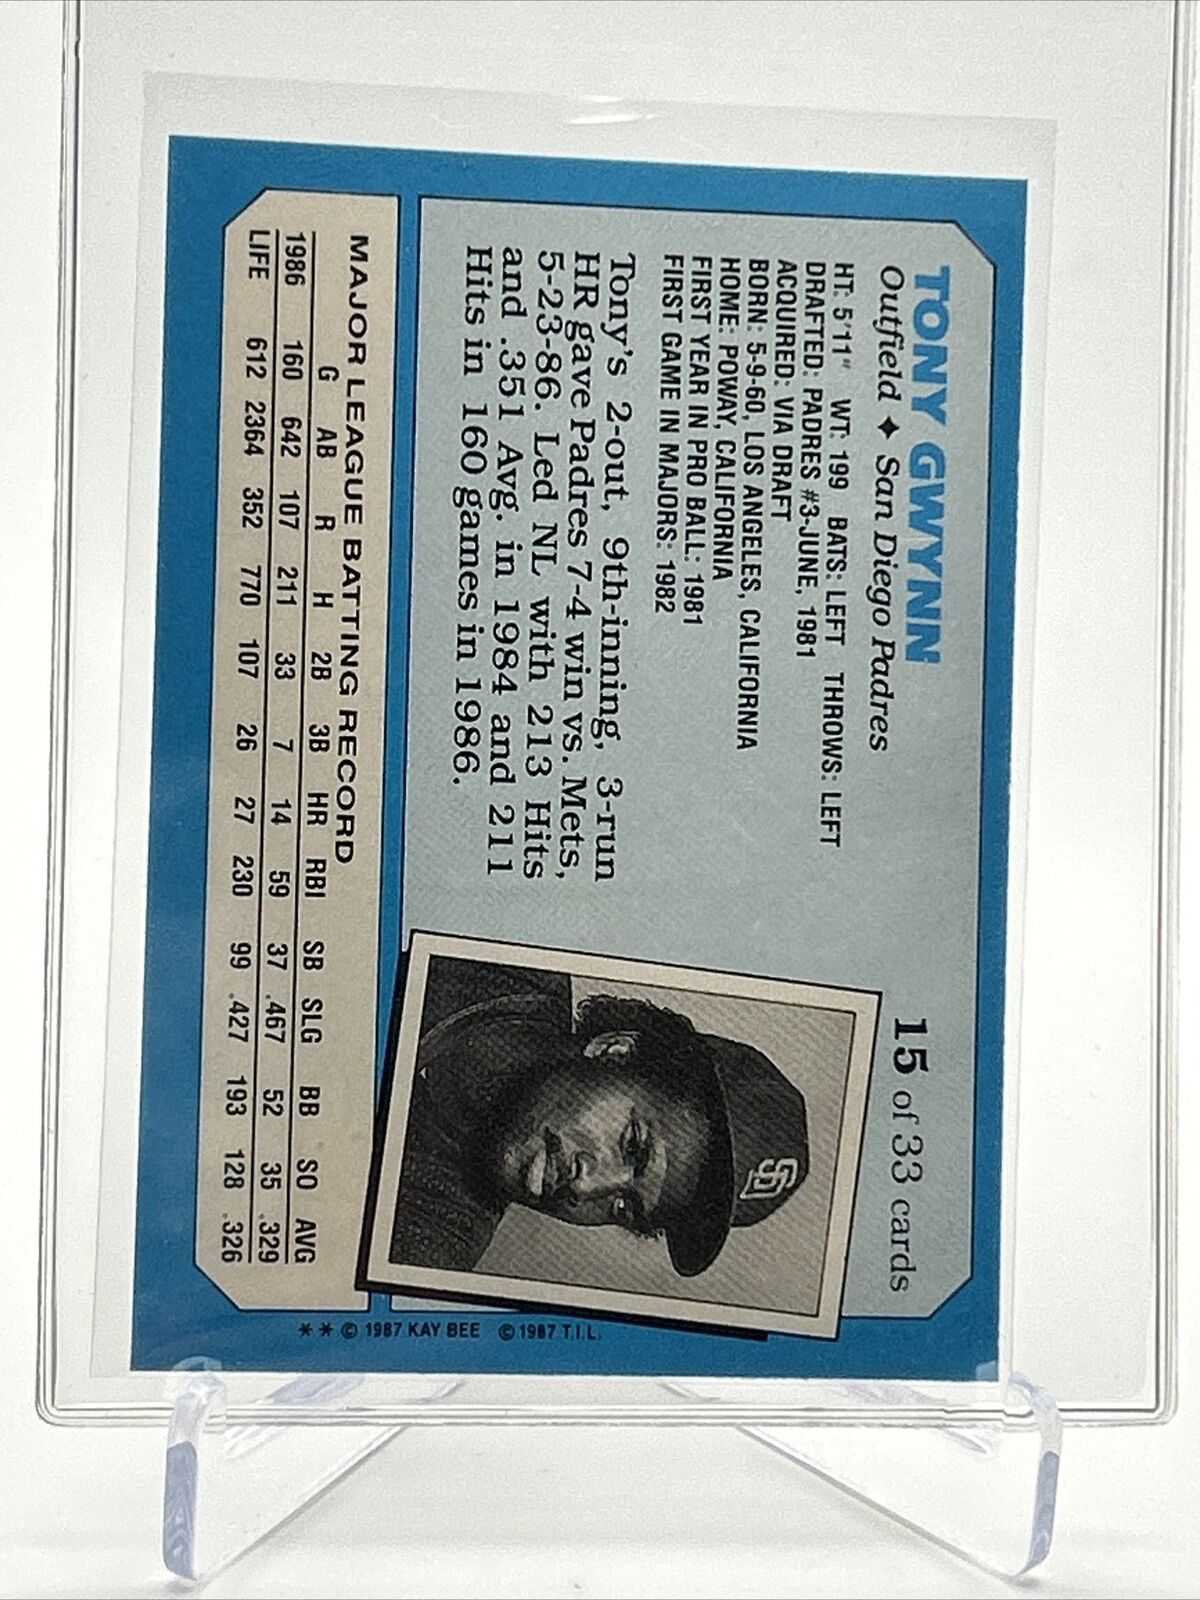 TONY GWYNN
Outfield ♦ San Diego Padres
15 of 33 cards
HT: 5'11" WT: 199 BATS: LEFT THROWS: LEFT
DRAFTED: PADRES #3-JUNE, 1981
ACQUIRED: VIA DRAFT
BORN: 5-9-60, LOS ANGELES, CALIFORNIA
HOME: POWAY, CALIFORNIA
FIRST YEAR IN PRO BALL: 1981
FIRST GAME IN MAJORS: 1982
Tony's 2-out, 9th-inning, 3-run
HR gave Padres 7-4 win vs. Mets,
5-23-86. Led NL with 213 Hits
and .351 Avg. in 1984 and 211
Hits in 160 games in 1986.
SD
MAJOR LEAGUE BATTING RECORD
G AB R H 2B 3B HR RBI SB SLG BB SO AVG
1986 160 642 107 211 33 7 14 59 37 .467 52 35 .329
LIFE 612 2364 352 770 107 26 27 230 99 .427 193 128 .326
** © 1987 KAY BEE © 1987 T.I.L.